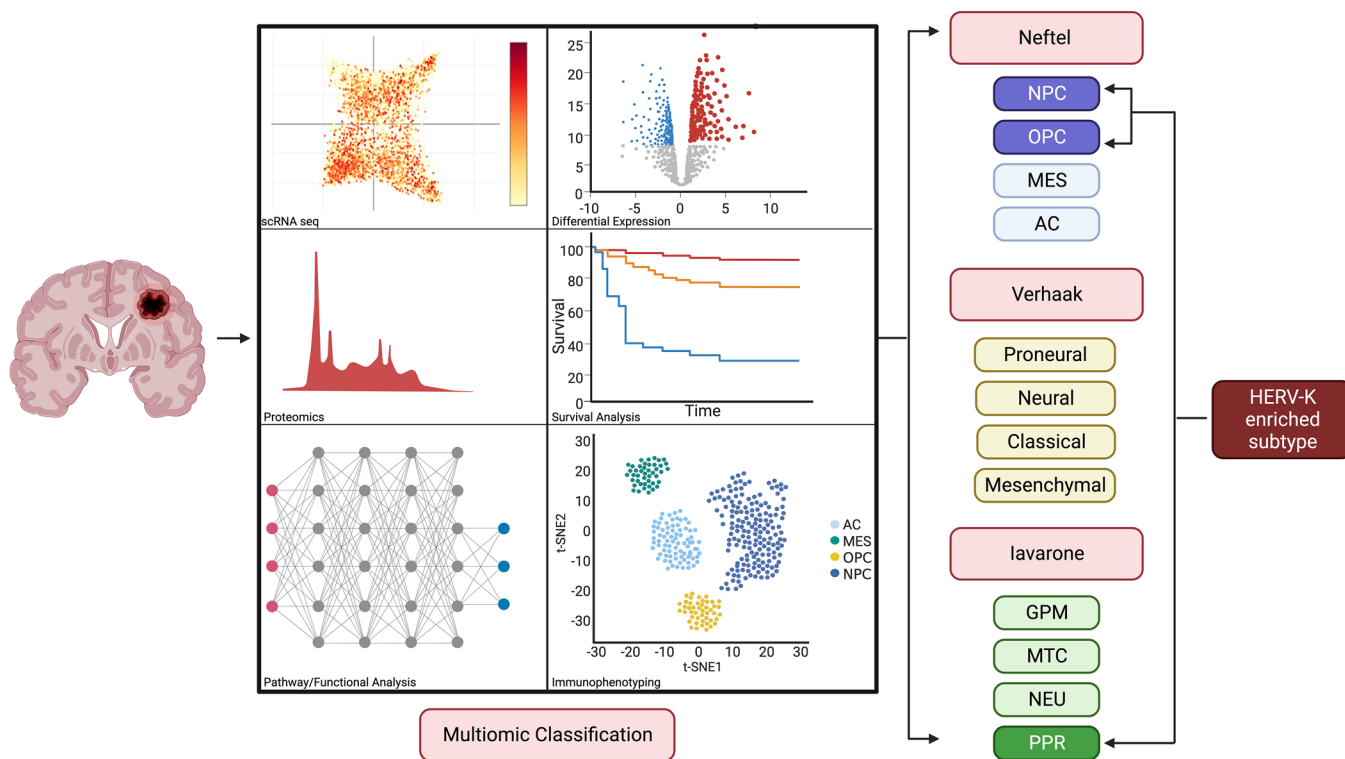 scRNA seq
25
20
15
10
5
0
-10
-5
0
5
10
Differential Expression
Proteomics
100
80
60
40
20
0
Survival
Time
Survival Analysis
Pathway/Functional Analysis
30
20
10
0
-10
-20
-30
t-SNE2
-30
-20
-10
0
10
20
30
t-SNE1
AC
MES
OPC
NPC
Immunophenotyping
Multiomic Classification
Neftel
NPC
OPC
MES
AC
Verhaak
Proneural
Neural
Classical
Mesenchymal
Iavarone
GPM
MTC
NEU
PPR
HERV-K
enriched
subtype